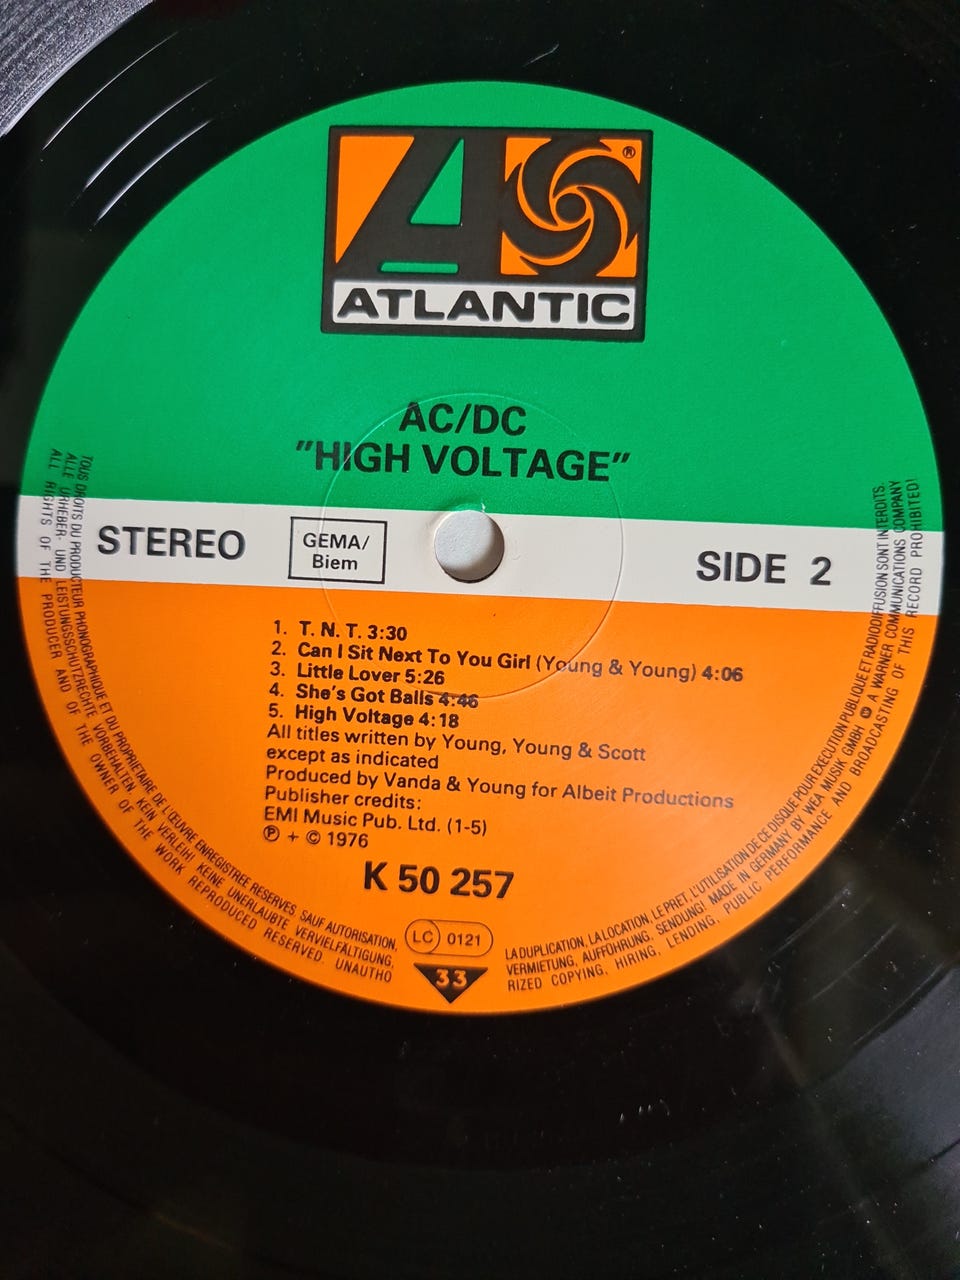 ®
ATLANTIC
AC/DC
"HIGH VOLTAGE"
STEREO
GEMA/
Biem
SIDE 2
1. T. N. T. 3:30
2. Can I Sit Next To You Girl (Young & Young) 4:06
3. Little Lover 5:26
4. She's Got Balls 4:46
5. High Voltage 4:18
All titles written by Young, Young & Scott
except as indicated
Produced by Vanda & Young for Albeit Productions
Publisher credits:
EMI Music Pub. Ltd. (1-5)
℗ + © 1976
K 50 257
LC 0121
33
TOUS DROITS DU PRODUCTEUR PHONOGRAPHIQUE ET DU PROPRIETAIRE DE L'ŒUVRE ENREGISTREE RESERVES. SAUF AUTORISATION, LA DUPLICATION, LA LOCATION, LE PRET, L'UTILISATION DE CE DISQUE POUR EXECUTION PUBLIQUE ET RADIODIFFUSION SONT INTERDITS.
ALLE URHEBER- UND LEISTUNGSSCHUTZRECHTE VORBEHALTEN KEIN VERLEIH! KEINE UNERLAUBTE VERVIELFÄLTIGUNG, VERMIETUNG, AUFFÜHRUNG, SENDUNG! MADE IN GERMANY BY WEA MUSIK GMBH A WARNER COMMUNICATIONS COMPANY
ALL RIGHTS OF THE PRODUCER AND OF THE OWNER OF THE WORK REPRODUCED RESERVED. UNAUTHORIZED COPYING, HIRING, LENDING, PUBLIC PERFORMANCE AND BROADCASTING OF THIS RECORD PROHIBITED!